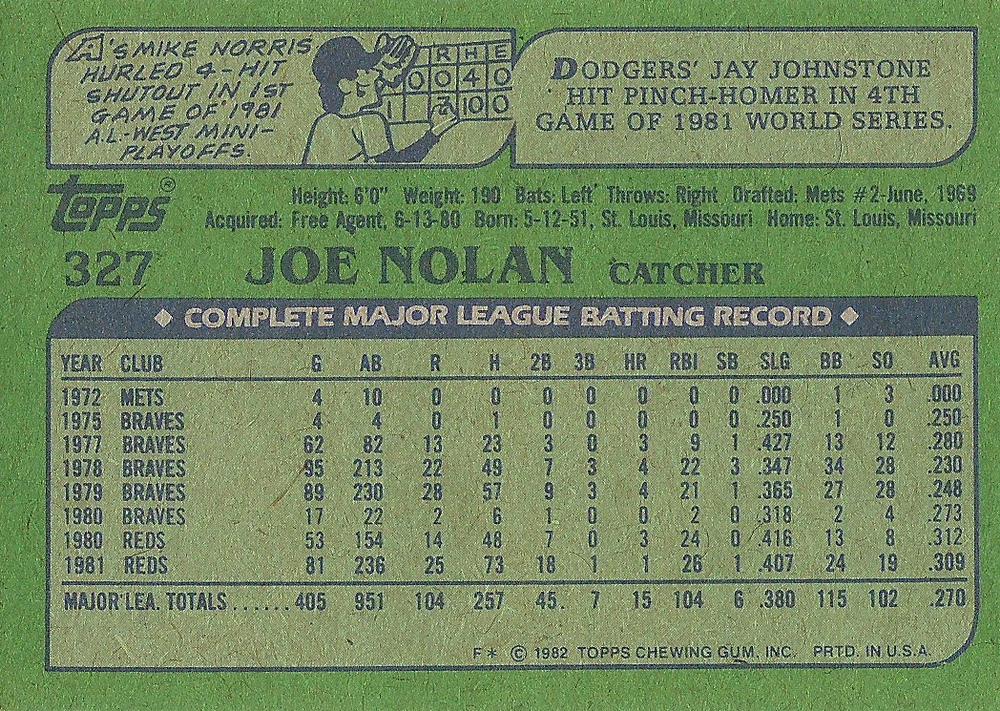 A'S MIKE NORRIS
HURLED 4-HIT
SHUTOUT IN 1ST
GAME OF 1981
A.L.-WEST MINI-
PLAYOFFS.
R H E
0 0 4 0
2 1 0 0
DODGERS' JAY JOHNSTONE
HIT PINCH-HOMER IN 4TH
GAME OF 1981 WORLD SERIES.
Topps®
Height: 6'0" Weight: 190 Bats: Left Throws: Right Drafted: Mets #2-June, 1969
Acquired: Free Agent, 6-13-80 Born: 5-12-51, St. Louis, Missouri Home: St. Louis, Missouri
327 JOE NOLAN CATCHER
◆ COMPLETE MAJOR LEAGUE BATTING RECORD ◆
YEAR CLUB G AB R H 2B 3B HR RBI SB SLG BB SO AVG
1972 METS 4 10 0 0 0 0 0 0 0 .000 1 3 .000
1975 BRAVES 4 4 0 1 0 0 0 0 0 .250 1 0 .250
1977 BRAVES 62 82 13 23 3 0 3 9 1 .427 13 12 .280
1978 BRAVES 95 213 22 49 7 3 4 22 3 .347 34 28 .230
1979 BRAVES 89 230 28 57 9 3 4 21 1 .365 27 28 .248
1980 BRAVES 17 22 2 6 1 0 0 2 0 .318 2 4 .273
1980 REDS 53 154 14 48 7 0 3 24 0 .416 13 8 .312
1981 REDS 81 236 25 73 18 1 1 26 1 .407 24 19 .309
MAJOR LEA. TOTALS......405 951 104 257 45 7 15 104 6 .380 115 102 .270
F* © 1982 TOPPS CHEWING GUM, INC. PRTD. IN U.S.A.